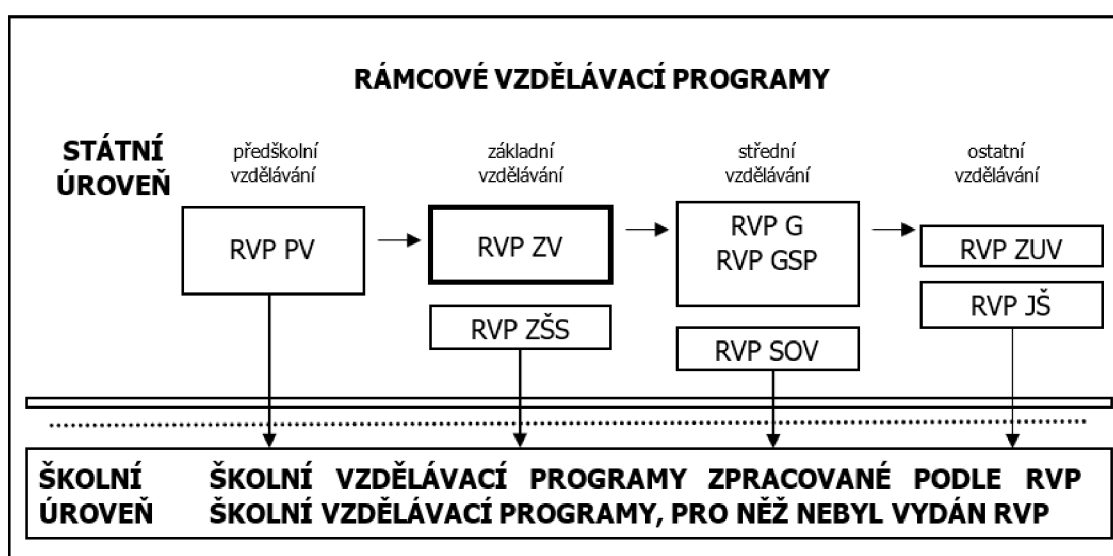 RÁMCOVÉ VZDĚLÁVACÍ PROGRAMY
STÁTNÍ
ÚROVEŇ
předškolní
vzdělávání
základní
vzdělávání
střední
vzdělávání
ostatní
vzdělávání
RVP PV
RVP ZV
RVP G
RVP GSP
RVP ZUV
RVP ZŠS
RVP JŠ
RVP SOV
ŠKOLNÍ ŠKOLNÍ VZDĚLÁVACÍ PROGRAMY ZPRACOVANÉ PODLE RVP
ÚROVEŇ ŠKOLNÍ VZDĚLÁVACÍ PROGRAMY, PRO NĚŽ NEBYL VYDÁN RVP